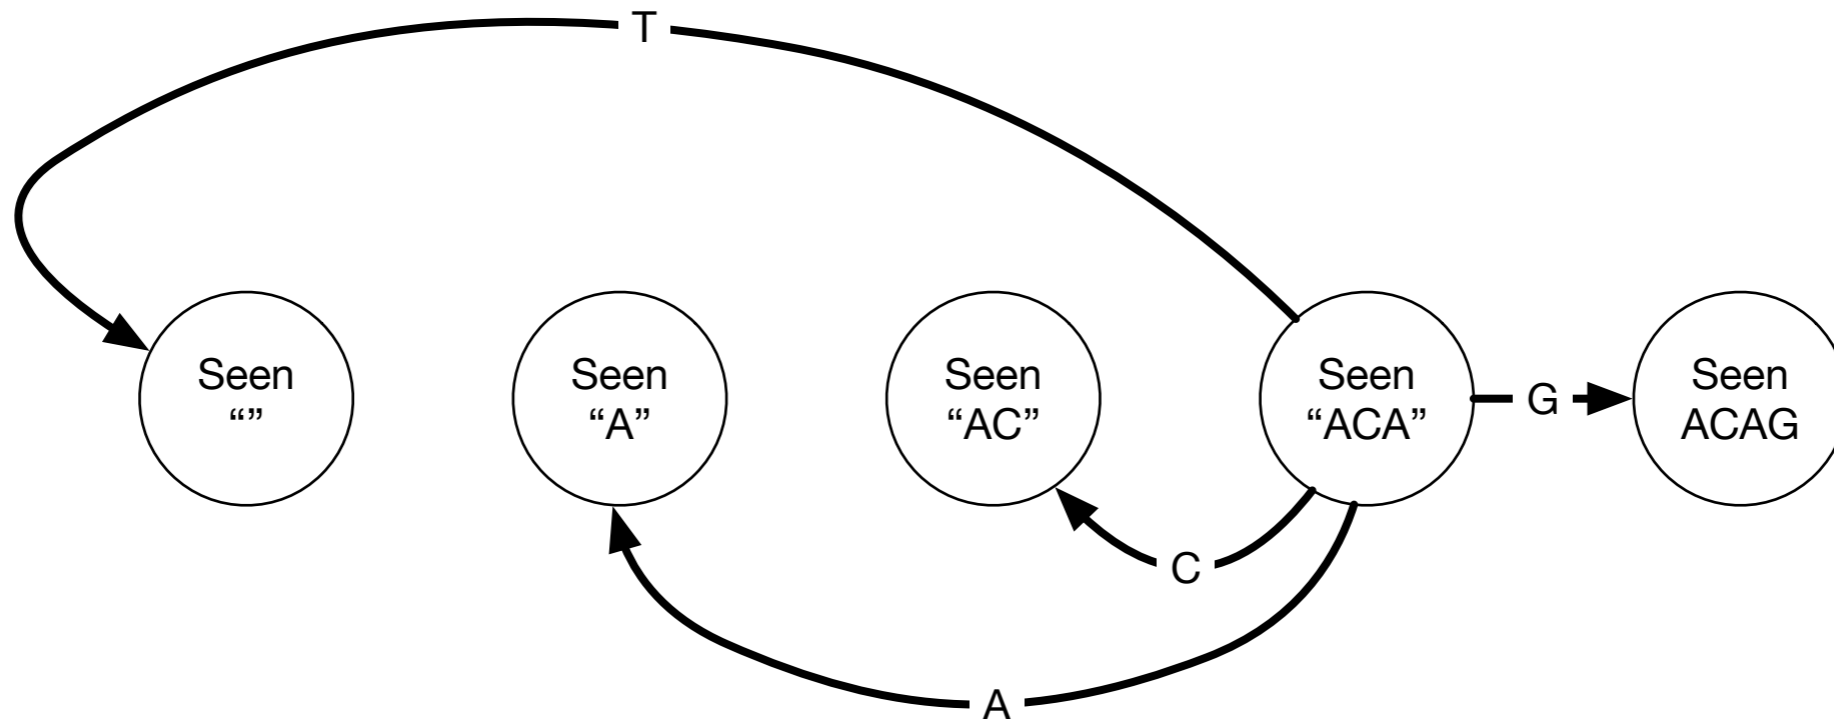 T
Seen
“”
Seen
“A”
Seen
“AC”
Seen
“ACA”
G
Seen
ACAG
C
A